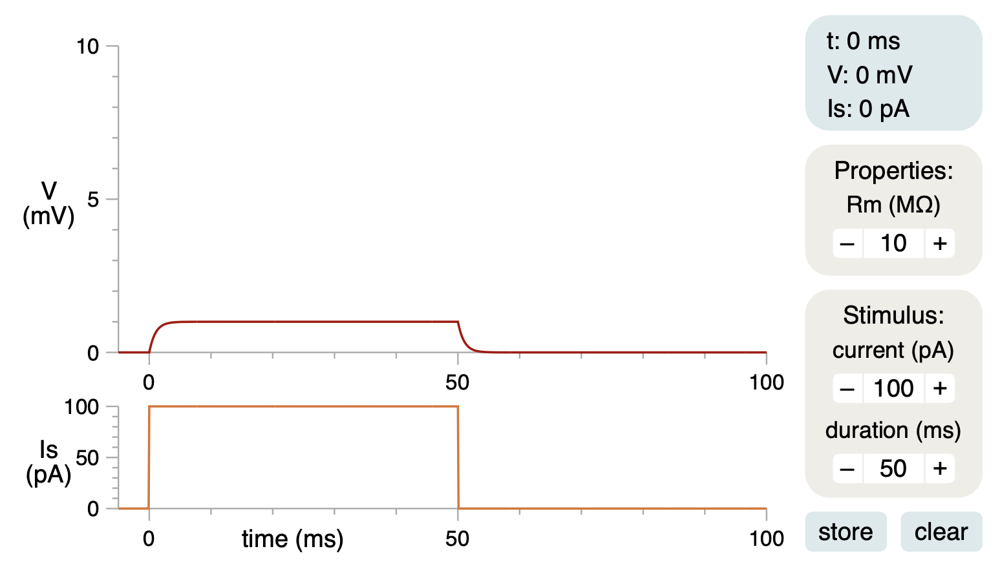 10
5
0
V
(mV)
0
50
100
100
50
0
Is
(pA)
0
time (ms)
50
100
t: 0 ms
V: 0 mV
Is: 0 pA
Properties:
Rm (MΩ)
– 10 +
Stimulus:
current (pA)
– 100 +
duration (ms)
– 50 +
store
clear